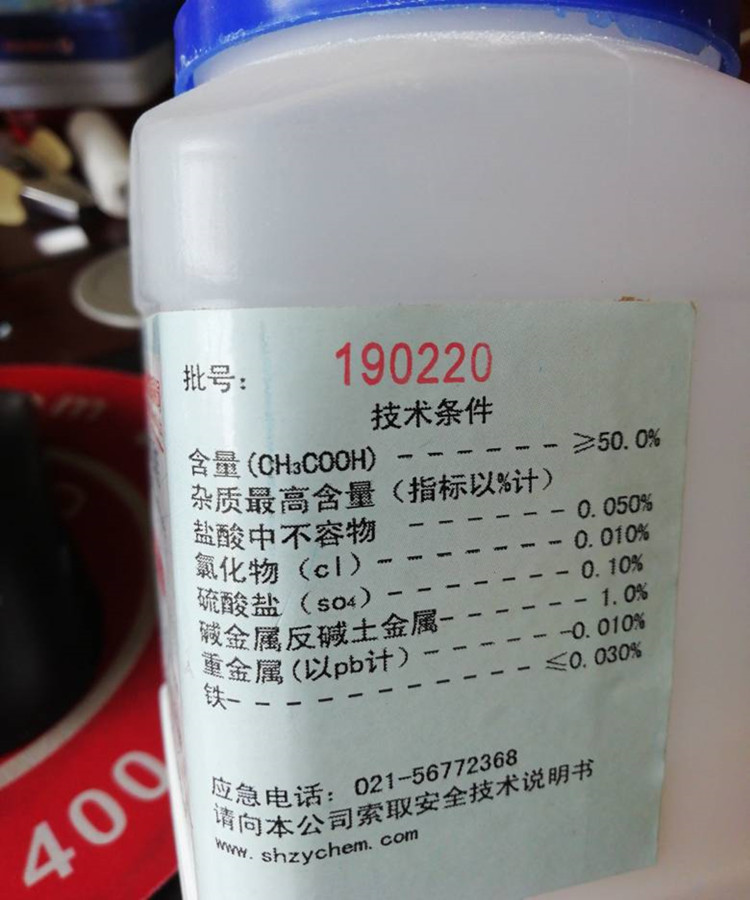 批号：
190220
技术条件
含量(CH₃COOH) ------ ≥50.0%
杂质最高含量（指标以%计）
盐酸中不容物 ------ 0.050%
氯化物（cl）------- 0.010%
硫酸盐（so₄）------- 0.10%
碱金属反碱土金属------ 1.0%
重金属(以pb计）------0.010%
铁------------ ≤0.030%
应急电话：021-56772368
请向本公司索取安全技术说明书
www.shzychem.com
400